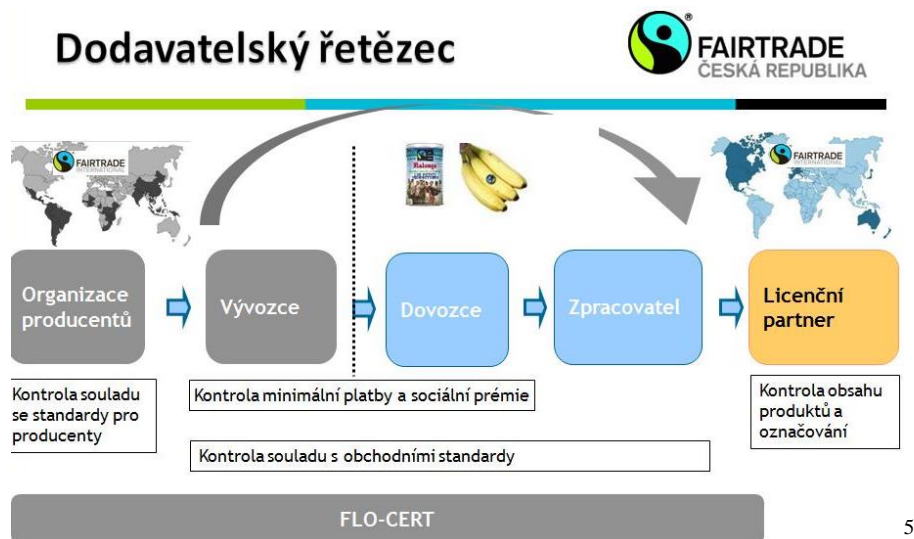 Dodavatelský řetězec
FAIRTRADE
ČESKÁ REPUBLIKA
FAIRTRADE
INTERNATIONAL
FAIRTRADE
INTERNATIONAL
Organizace
producentů
Vývozce
Dovozce
Zpracovatel
Licenční
partner
Kontrola souladu
se standardy pro
producenty
Kontrola minimální platby a sociální prémie
Kontrola obsahu
produktů a
označování
Kontrola souladu s obchodními standardy
FLO-CERT
5